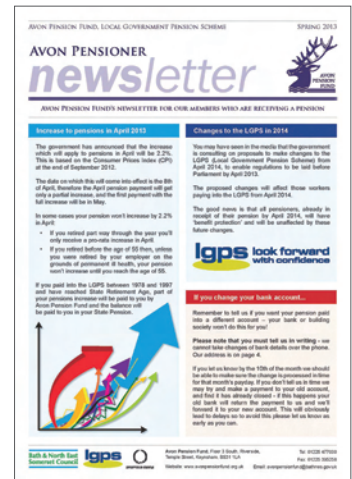 AVON PENSION FUND, LOCAL GOVERNMENT PENSION SCHEME
SPRING 2013
AVON PENSIONER
newsletter
AVON
PENSION
FUND
AVON PENSION FUND'S NEWSLETTER FOR OUR MEMBERS WHO ARE RECEIVING A PENSION
Increase to pensions in April 2013
The government has announced that the increase
which will apply to pensions in April will be 2.2%.
This is based on the Consumer Prices Index (CPI)
at the end of September 2012.
The date on which this will come into effect is the 8th
of April, therefore the April pension payment will get
only a partial increase, and the first payment with the
full increase will be in May.
In some cases your pension won't increase by 2.2%
in April:
• If you retired part way through the year you'll
only receive a pro-rata increase in April
• If you retired before the age of 55 then, unless
you were retired by your employer on the
grounds of permanent ill health, your pension
won't increase until you reach the age of 55.
If you paid into the LGPS between 1978 and 1997
and have reached State Retirement Age, part of
your pensions increase will be paid to you by
Avon Pension Fund and the balance will
be paid to you in your State Pension.
Changes to the LGPS in 2014
You may have seen in the media that the government
is consulting on proposals to make changes to the
LGPS (Local Government Pension Scheme) from
April 2014, to enable regulations to be laid before
Parliament by April 2013.
The proposed changes will affect those workers
paying into the LGPS from April 2014.
The good news is that all pensioners, already in
receipt of their pension by April 2014, will have
'benefit protection' and will be unaffected by these
future changes.
lgps look forward
with confidence
If you change your bank account...
Remember to tell us if you want your pension paid
into a different account – your bank or building
society won't do this for you!
Please note that you must tell us in writing - we
cannot take changes of bank details over the phone.
Our address is on page 4.
If you let us know by the 10th of the month we should
be able to make sure the change is processed in time
for that month's payday. If you don't tell us in time we
may try and make a payment to your old account,
and find it has already closed - if this happens your
old bank will return the payment to us and we'll
forward it to your new account. This will obviously
lead to delays so to avoid this please let us know as
early as you can.
Bath & North East
Somerset Council
lgps
Avon Pension Fund, Floor 3 South, Riverside,
Temple Street, Keynsham, BS31 1LA
Website: www.avonpensionfund.org.uk
Email: avonpensionfund@bathnes.gov.uk